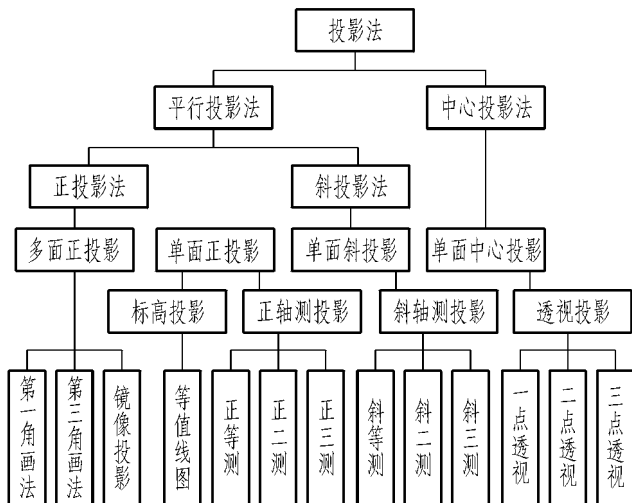 投影法
平行投影法
中心投影法
正投影法
斜投影法
多面正投影
单面正投影
单面斜投影
单面中心投影
标高投影
正轴测投影
斜轴测投影
透视投影
第一角画法
第三角画法
镜像投影
等值线图
正等测
正二测
正三测
斜等测
斜二测
斜三测
一点透视
二点透视
三点透视